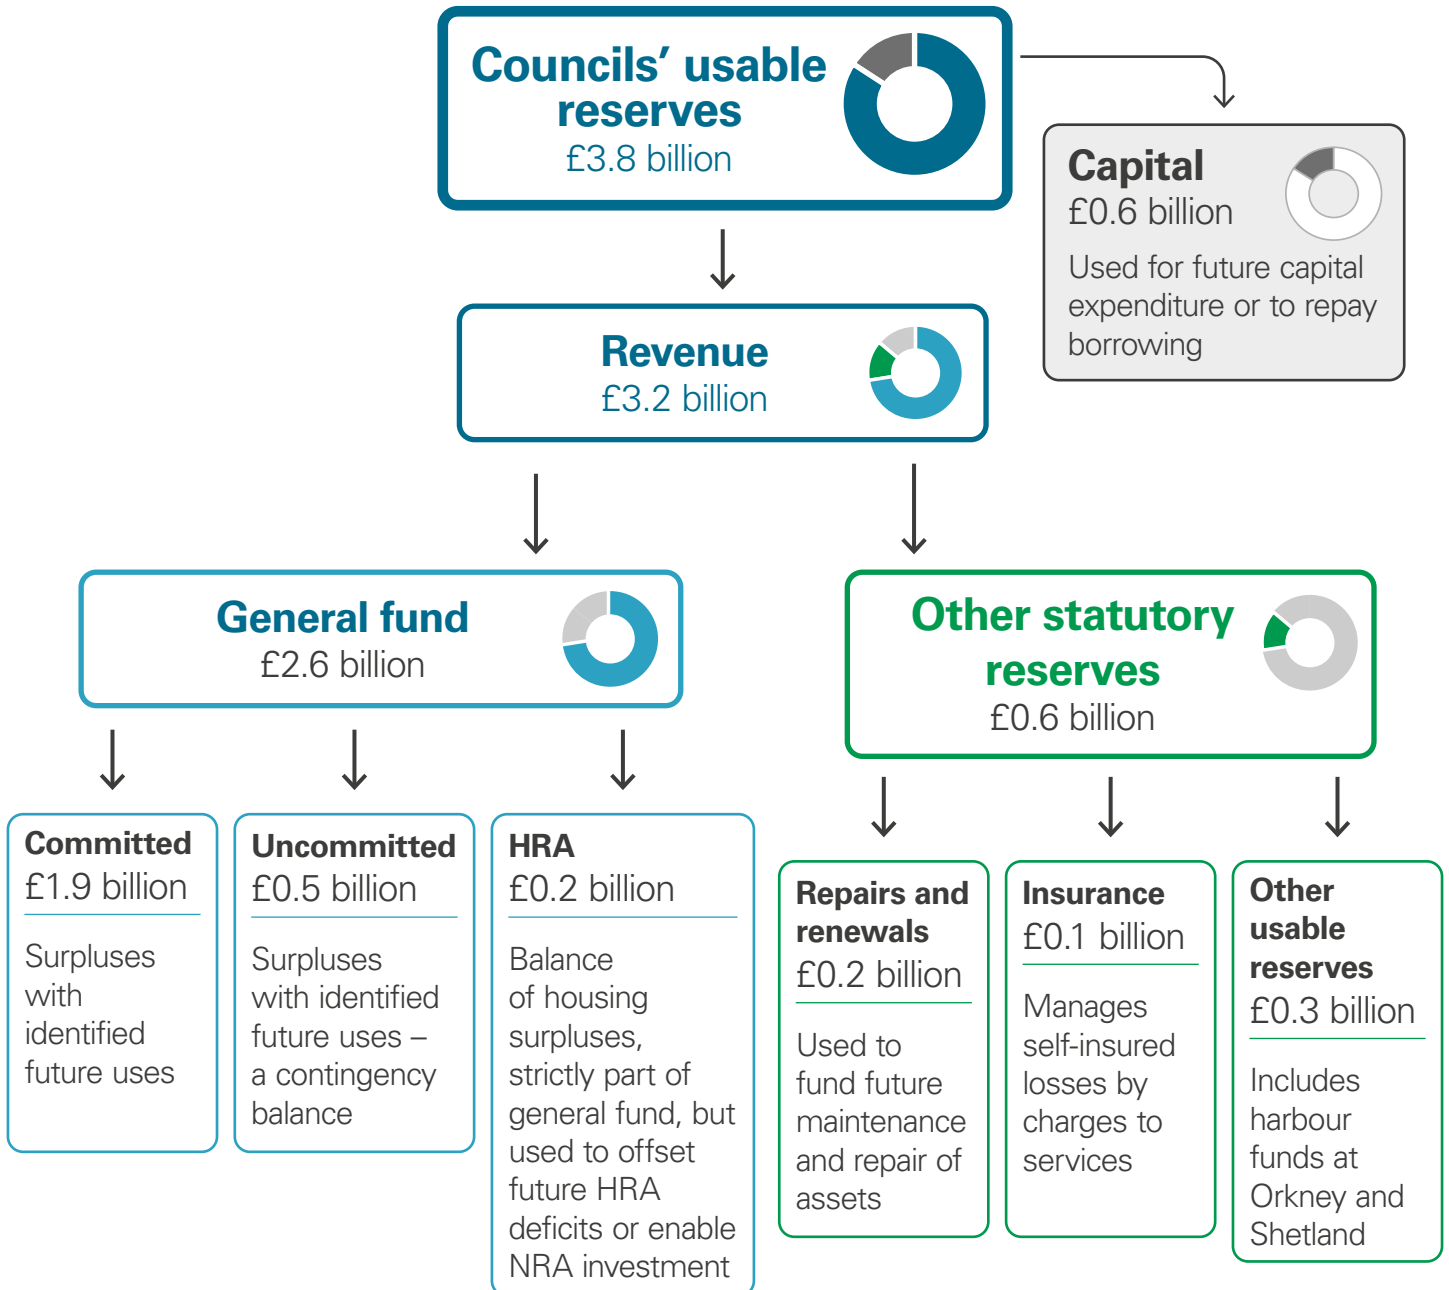 Councils’ usable
reserves
£3.8 billion
Capital
£0.6 billion
Used for future capital
expenditure or to repay
borrowing
Revenue
£3.2 billion
General fund
£2.6 billion
Other statutory
reserves
£0.6 billion
Committed
£1.9 billion
Surpluses
with
identified
future uses
Uncommitted
£0.5 billion
Surpluses
with identified
future uses –
a contingency
balance
HRA
£0.2 billion
Balance
of housing
surpluses,
strictly part of
general fund, but
used to offset
future HRA
deficits or enable
NRA investment
Repairs and
renewals
£0.2 billion
Used to
fund future
maintenance
and repair of
assets
Insurance
£0.1 billion
Manages
self-insured
losses by
charges to
services
Other
usable
reserves
£0.3 billion
Includes
harbour
funds at
Orkney and
Shetland